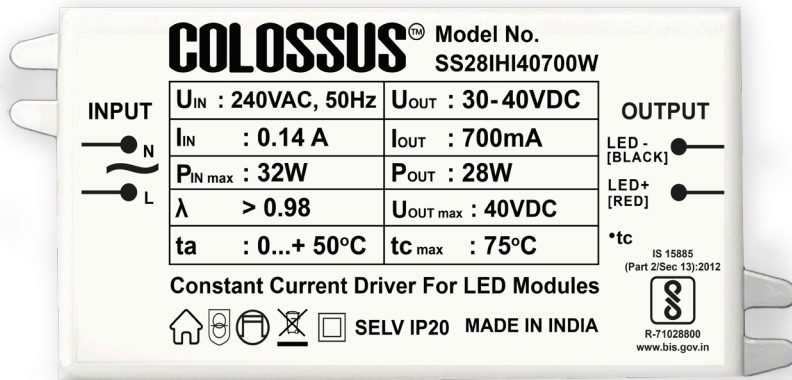 COLOSSUS™ Model No.
SS28IHI40700W
INPUT
N
L
UIN : 240VAC, 50Hz UOUT : 30-40VDC
IIN : 0.14 A IOUT : 700mA
PIN max : 32W POUT : 28W
λ > 0.98 UOUT max : 40VDC
ta : 0...+ 50°C tc max : 75°C
OUTPUT
LED -
[BLACK]
LED+
[RED]
•tc
IS 15885
(Part 2/Sec 13):2012
R-71028800
www.bis.gov.in
Constant Current Driver For LED Modules
SELV IP20 MADE IN INDIA